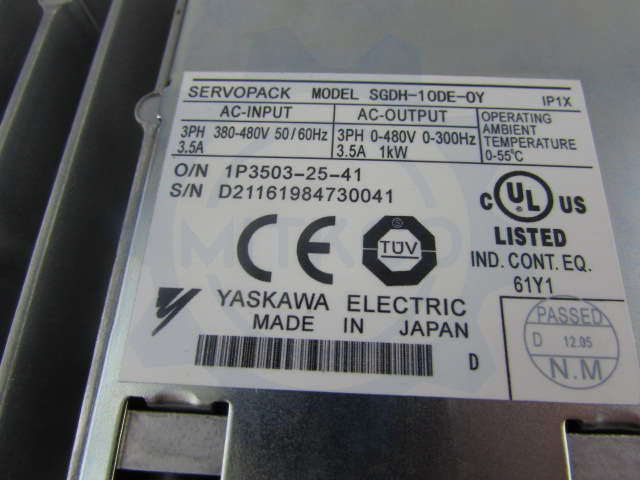 SERVOPACK MODEL SGDH-10DE-OY IP1X
AC-INPUT AC-OUTPUT OPERATING AMBIENT TEMPERATURE 0-55°C
3PH 380-480V 50/60Hz 3PH 0-480V 0-300Hz
3.5A 3.5A 1kW
O/N 1P3503-25-41
S/N D21161984730041
C UL US
LISTED
IND. CONT. EQ.
61Y1
CE TÜV
YASKAWA ELECTRIC
MADE IN JAPAN
D
PASSED
D 12.05
N.M